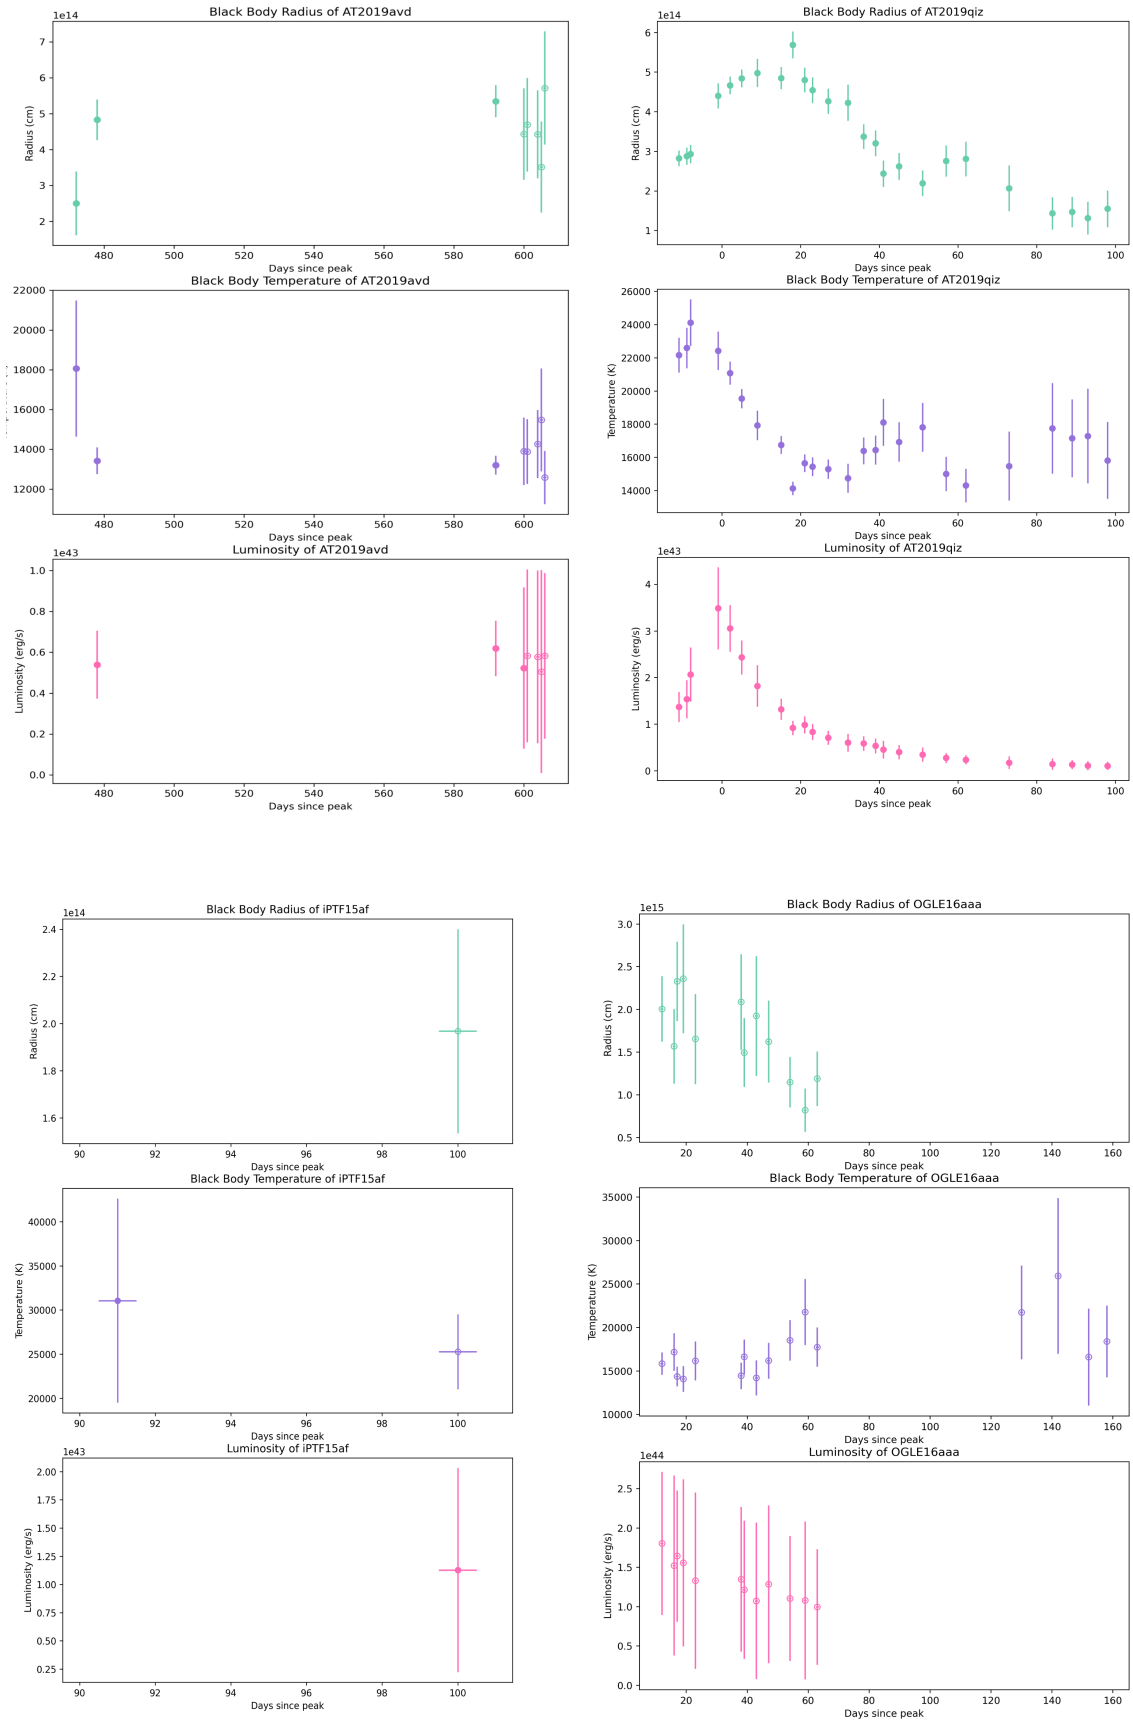 Black Body Radius of AT2019avd
1e14
Radius (cm)
7
6
5
4
3
2
480 500 520 540 560 580 600
Days since peak
Black Body Temperature of AT2019avd
22000
20000
18000
16000
14000
12000
480 500 520 540 560 580 600
Days since peak
Luminosity of AT2019avd
1e43
Luminosity (erg/s)
1.0
0.8
0.6
0.4
0.2
0.0
480 500 520 540 560 580 600
Days since peak
Black Body Radius of AT2019qiz
1e14
Radius (cm)
6
5
4
3
2
1
0 20 40 60 80 100
Days since peak
Black Body Temperature of AT2019qiz
Temperature (K)
26000
24000
22000
20000
18000
16000
14000
0 20 40 60 80 100
Days since peak
Luminosity of AT2019qiz
1e43
Luminosity (erg/s)
4
3
2
1
0
0 20 40 60 80 100
Days since peak
Black Body Radius of iPTF15af
1e14
Radius (cm)
2.4
2.2
2.0
1.8
1.6
90 92 94 96 98 100
Days since peak
Black Body Temperature of iPTF15af
Temperature (K)
40000
35000
30000
25000
20000
90 92 94 96 98 100
Days since peak
Luminosity of iPTF15af
1e43
Luminosity (erg/s)
2.00
1.75
1.50
1.25
1.00
0.75
0.50
0.25
90 92 94 96 98 100
Days since peak
Black Body Radius of OGLE16aaa
1e15
Radius (cm)
3.0
2.5
2.0
1.5
1.0
0.5
20 40 60 80 100 120 140 160
Days since peak
Black Body Temperature of OGLE16aaa
Temperature (K)
35000
30000
25000
20000
15000
10000
20 40 60 80 100 120 140 160
Days since peak
Luminosity of OGLE16aaa
1e44
Luminosity (erg/s)
2.5
2.0
1.5
1.0
0.5
0.0
20 40 60 80 100 120 140 160
Days since peak